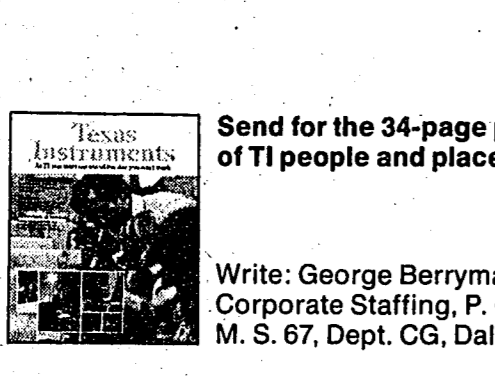 Texas
Instruments
Send for the 34-page
of TI people and place
Write: George Berryma
Corporate Staffing, P.
M. S. 67, Dept. CG, Dal